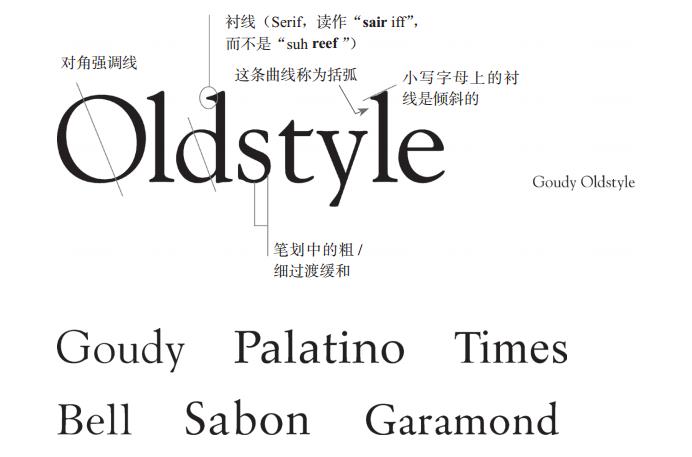 衬线（Serif，读作“sair iff”，
而不是“suh reef ”）
对角强调线
这条曲线称为括弧
小写字母上的衬
线是倾斜的
Oldstyle
Goudy Oldstyle
笔划中的粗 /
细过渡缓和
Goudy Palatino Times
Bell Sabon Garamond